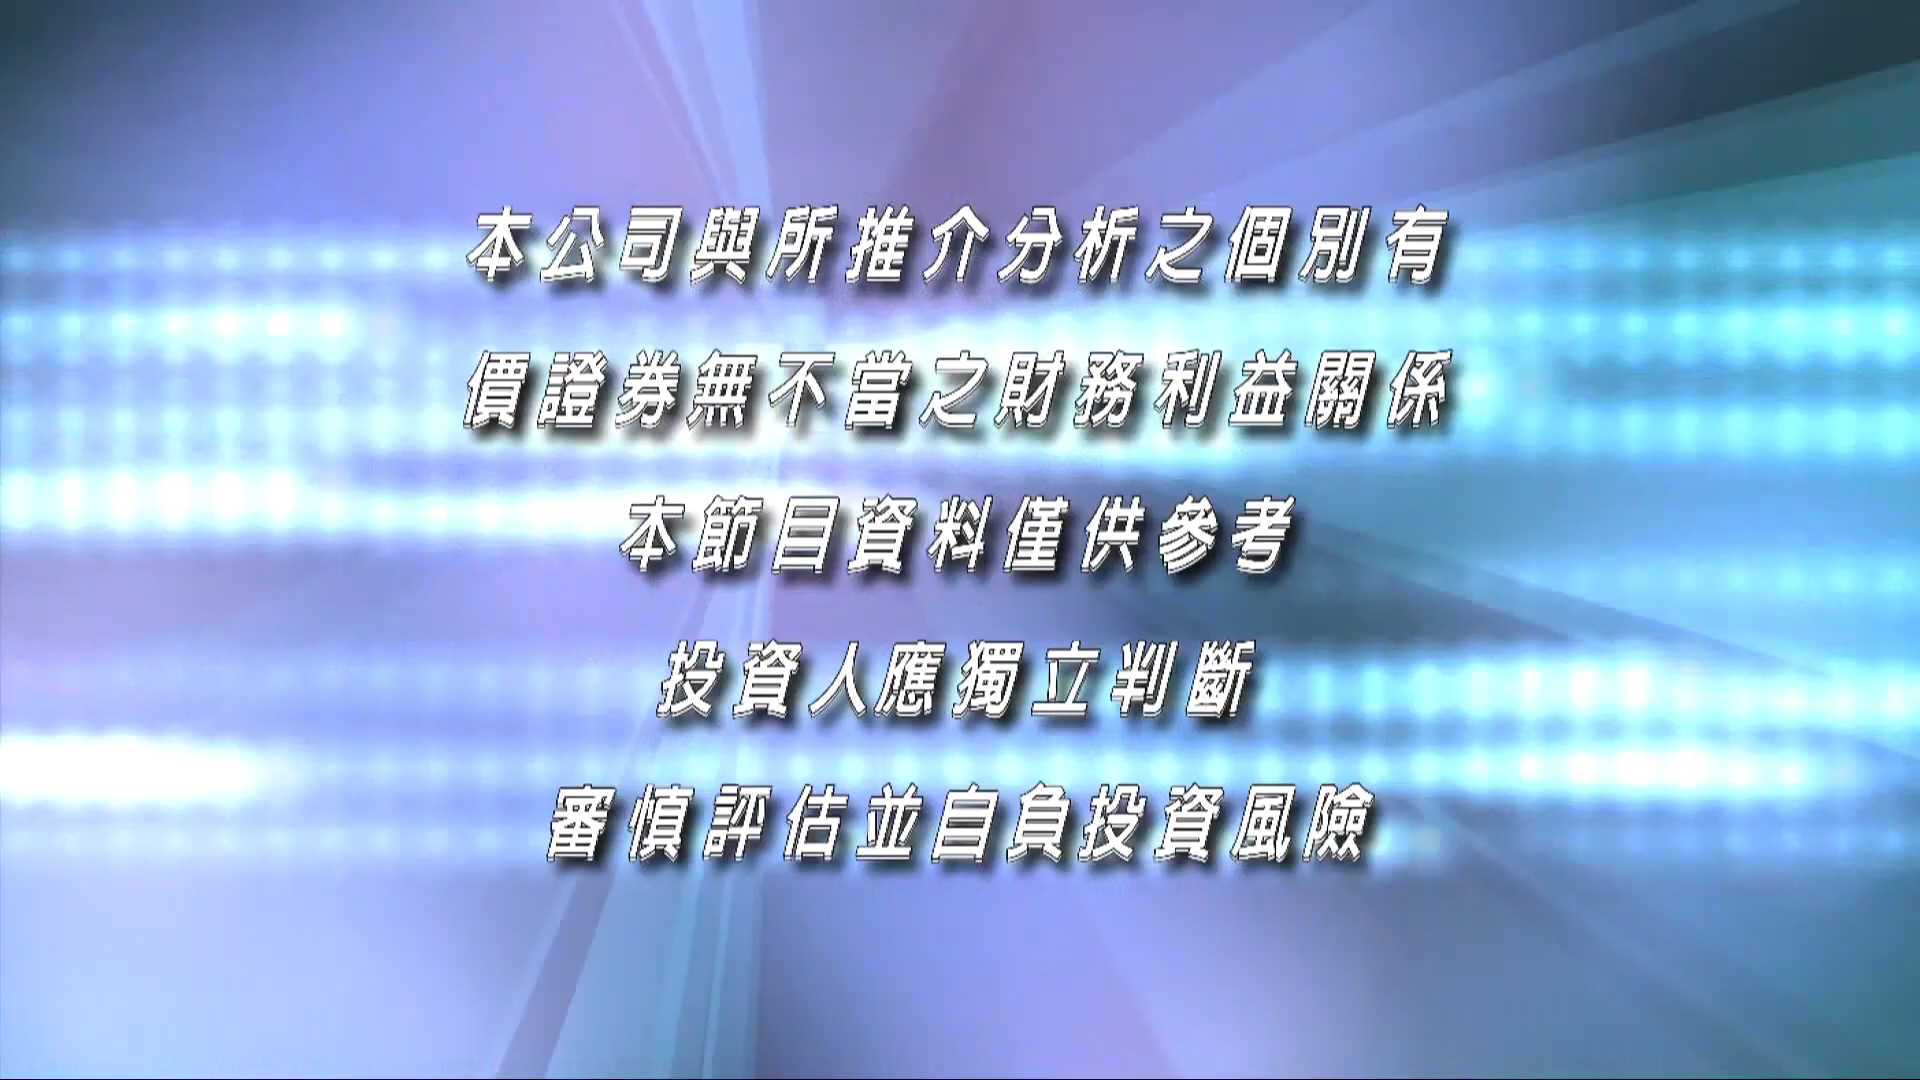 本公司與所推介分析之個別有
價證券無不當之財務利益關係
本節目資料僅供參考
投資人應獨立判斷
審慎評估並自負投資風險